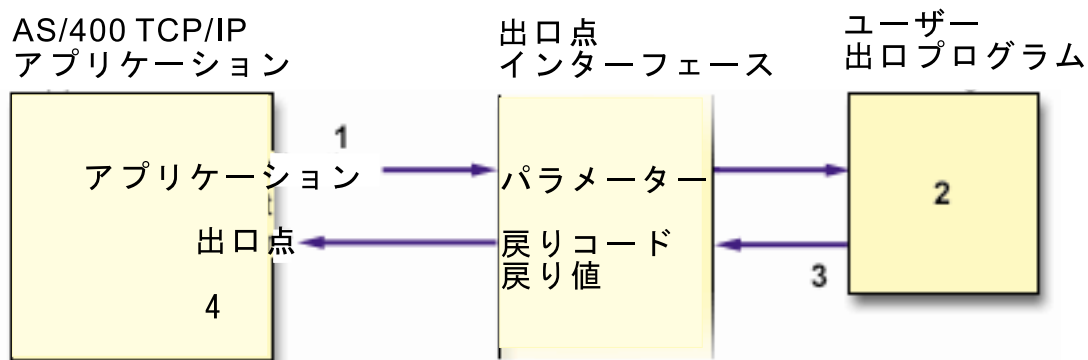 AS/400 TCP/IP
アプリケーション
出口点
インターフェース
ユーザー
出口プログラム
1
アプリケーション
パラメーター
2
出口点
戻りコード
戻り値
3
4